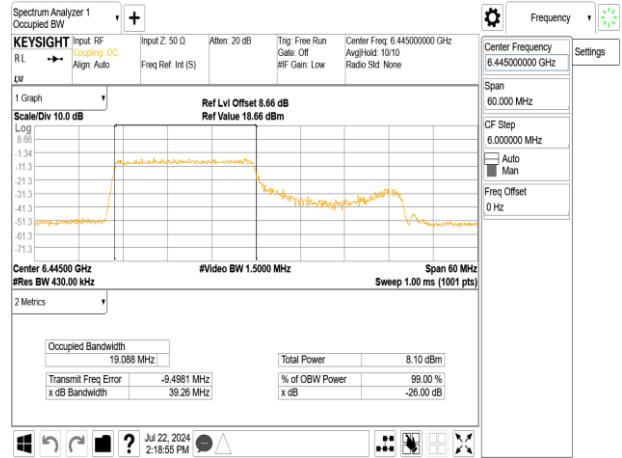 Spectrum Analyzer 1
Occupied BW
+
Frequency
KEYSIGHT
Input: RF
Coupling: DC
Align: Auto
Input Z: 50 Ω
Freq Ref: Int (S)
Atten: 20 dB
Trig: Free Run
Gate: Off
#IF Gain: Low
Center Freq: 6.445000000 GHz
Avg|Hold: 10/10
Radio Std: None
RL
LXI
Center Frequency
6.445000000 GHz
Settings
Span
60.000 MHz
CF Step
6.000000 MHz
Auto
Man
Freq Offset
0 Hz
1 Graph
Scale/Div 10.0 dB
Ref Lvl Offset 8.66 dB
Ref Value 18.66 dBm
Log
8.66
-1.34
-11.3
-21.3
-31.3
-41.3
-51.3
-61.3
-71.3
Center 6.44500 GHz
#Video BW 1.5000 MHz
Span 60 MHz
#Res BW 430.00 kHz
Sweep 1.00 ms (1001 pts)
2 Metrics
Occupied Bandwidth
19.088 MHz
Total Power 8.10 dBm
Transmit Freq Error -9.4981 MHz
% of OBW Power 99.00 %
x dB Bandwidth 39.26 MHz
x dB -26.00 dB
?
Jul 22, 2024
2:18:55 PM